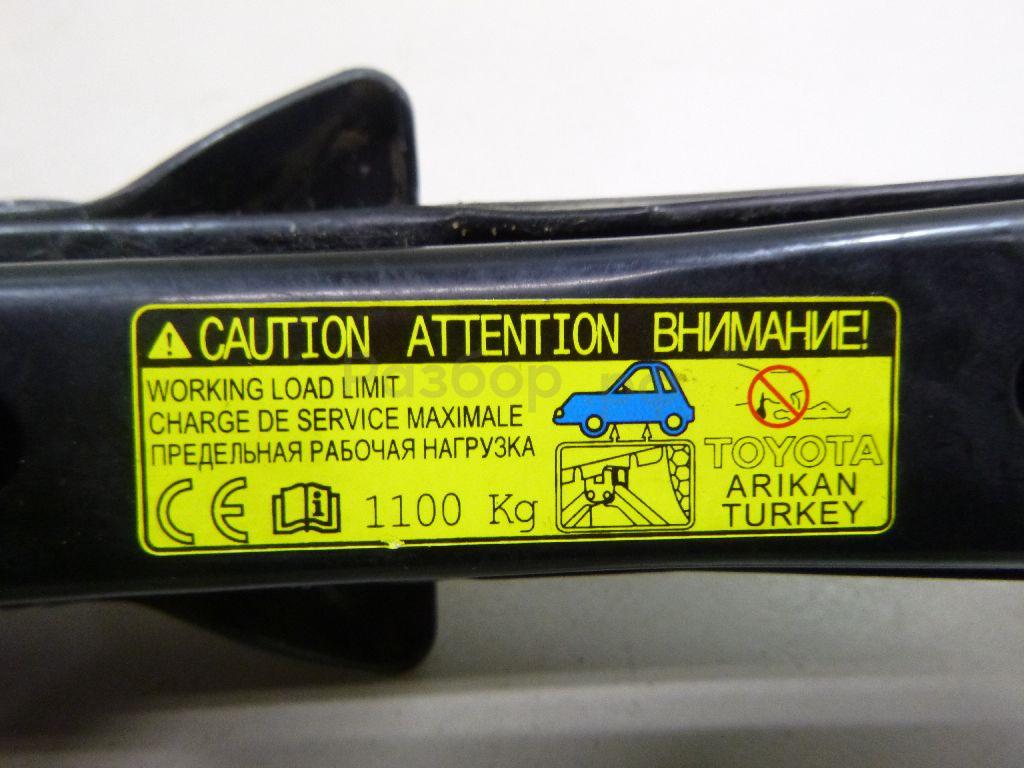 CAUTION ATTENTION ВНИМАНИЕ!
WORKING LOAD LIMIT
CHARGE DE SERVICE MAXIMALE
ПРЕДЕЛЬНАЯ РАБОЧАЯ НАГРУЗКА
CE i 1100 Kg
TOYOTA
ARIKAN
TURKEY
Разбор